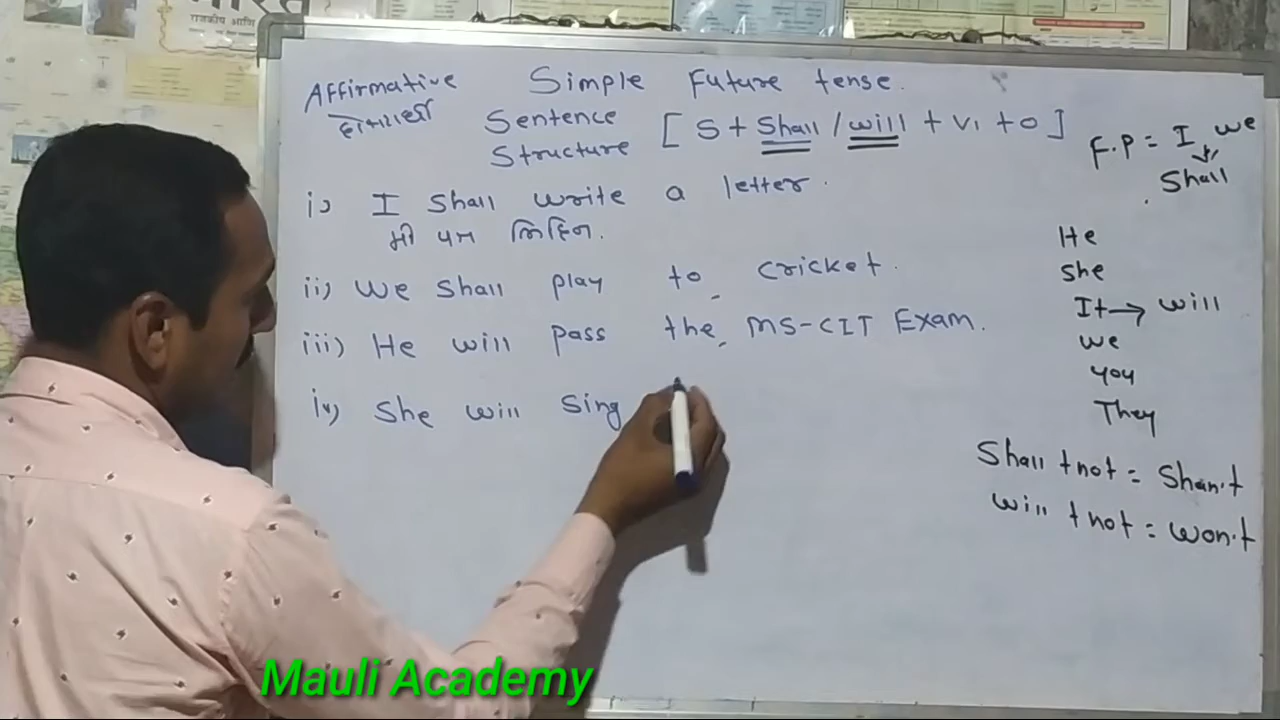 राजकीय आणि
Affirmative Simple Future tense.
होकारार्थी Sentence Structure [S + Shall / will + V1 + O]
F.P = I, we
Shall
i) I Shall write a letter.
मी पत्र लिहिन.
ii) We Shall play to cricket.
iii) He will pass the MS-CIT Exam.
iv) She will Sing
He
She
It → will
We
you
They
Shall + not = Shan't
Will + not = Won't
Mauli Academy